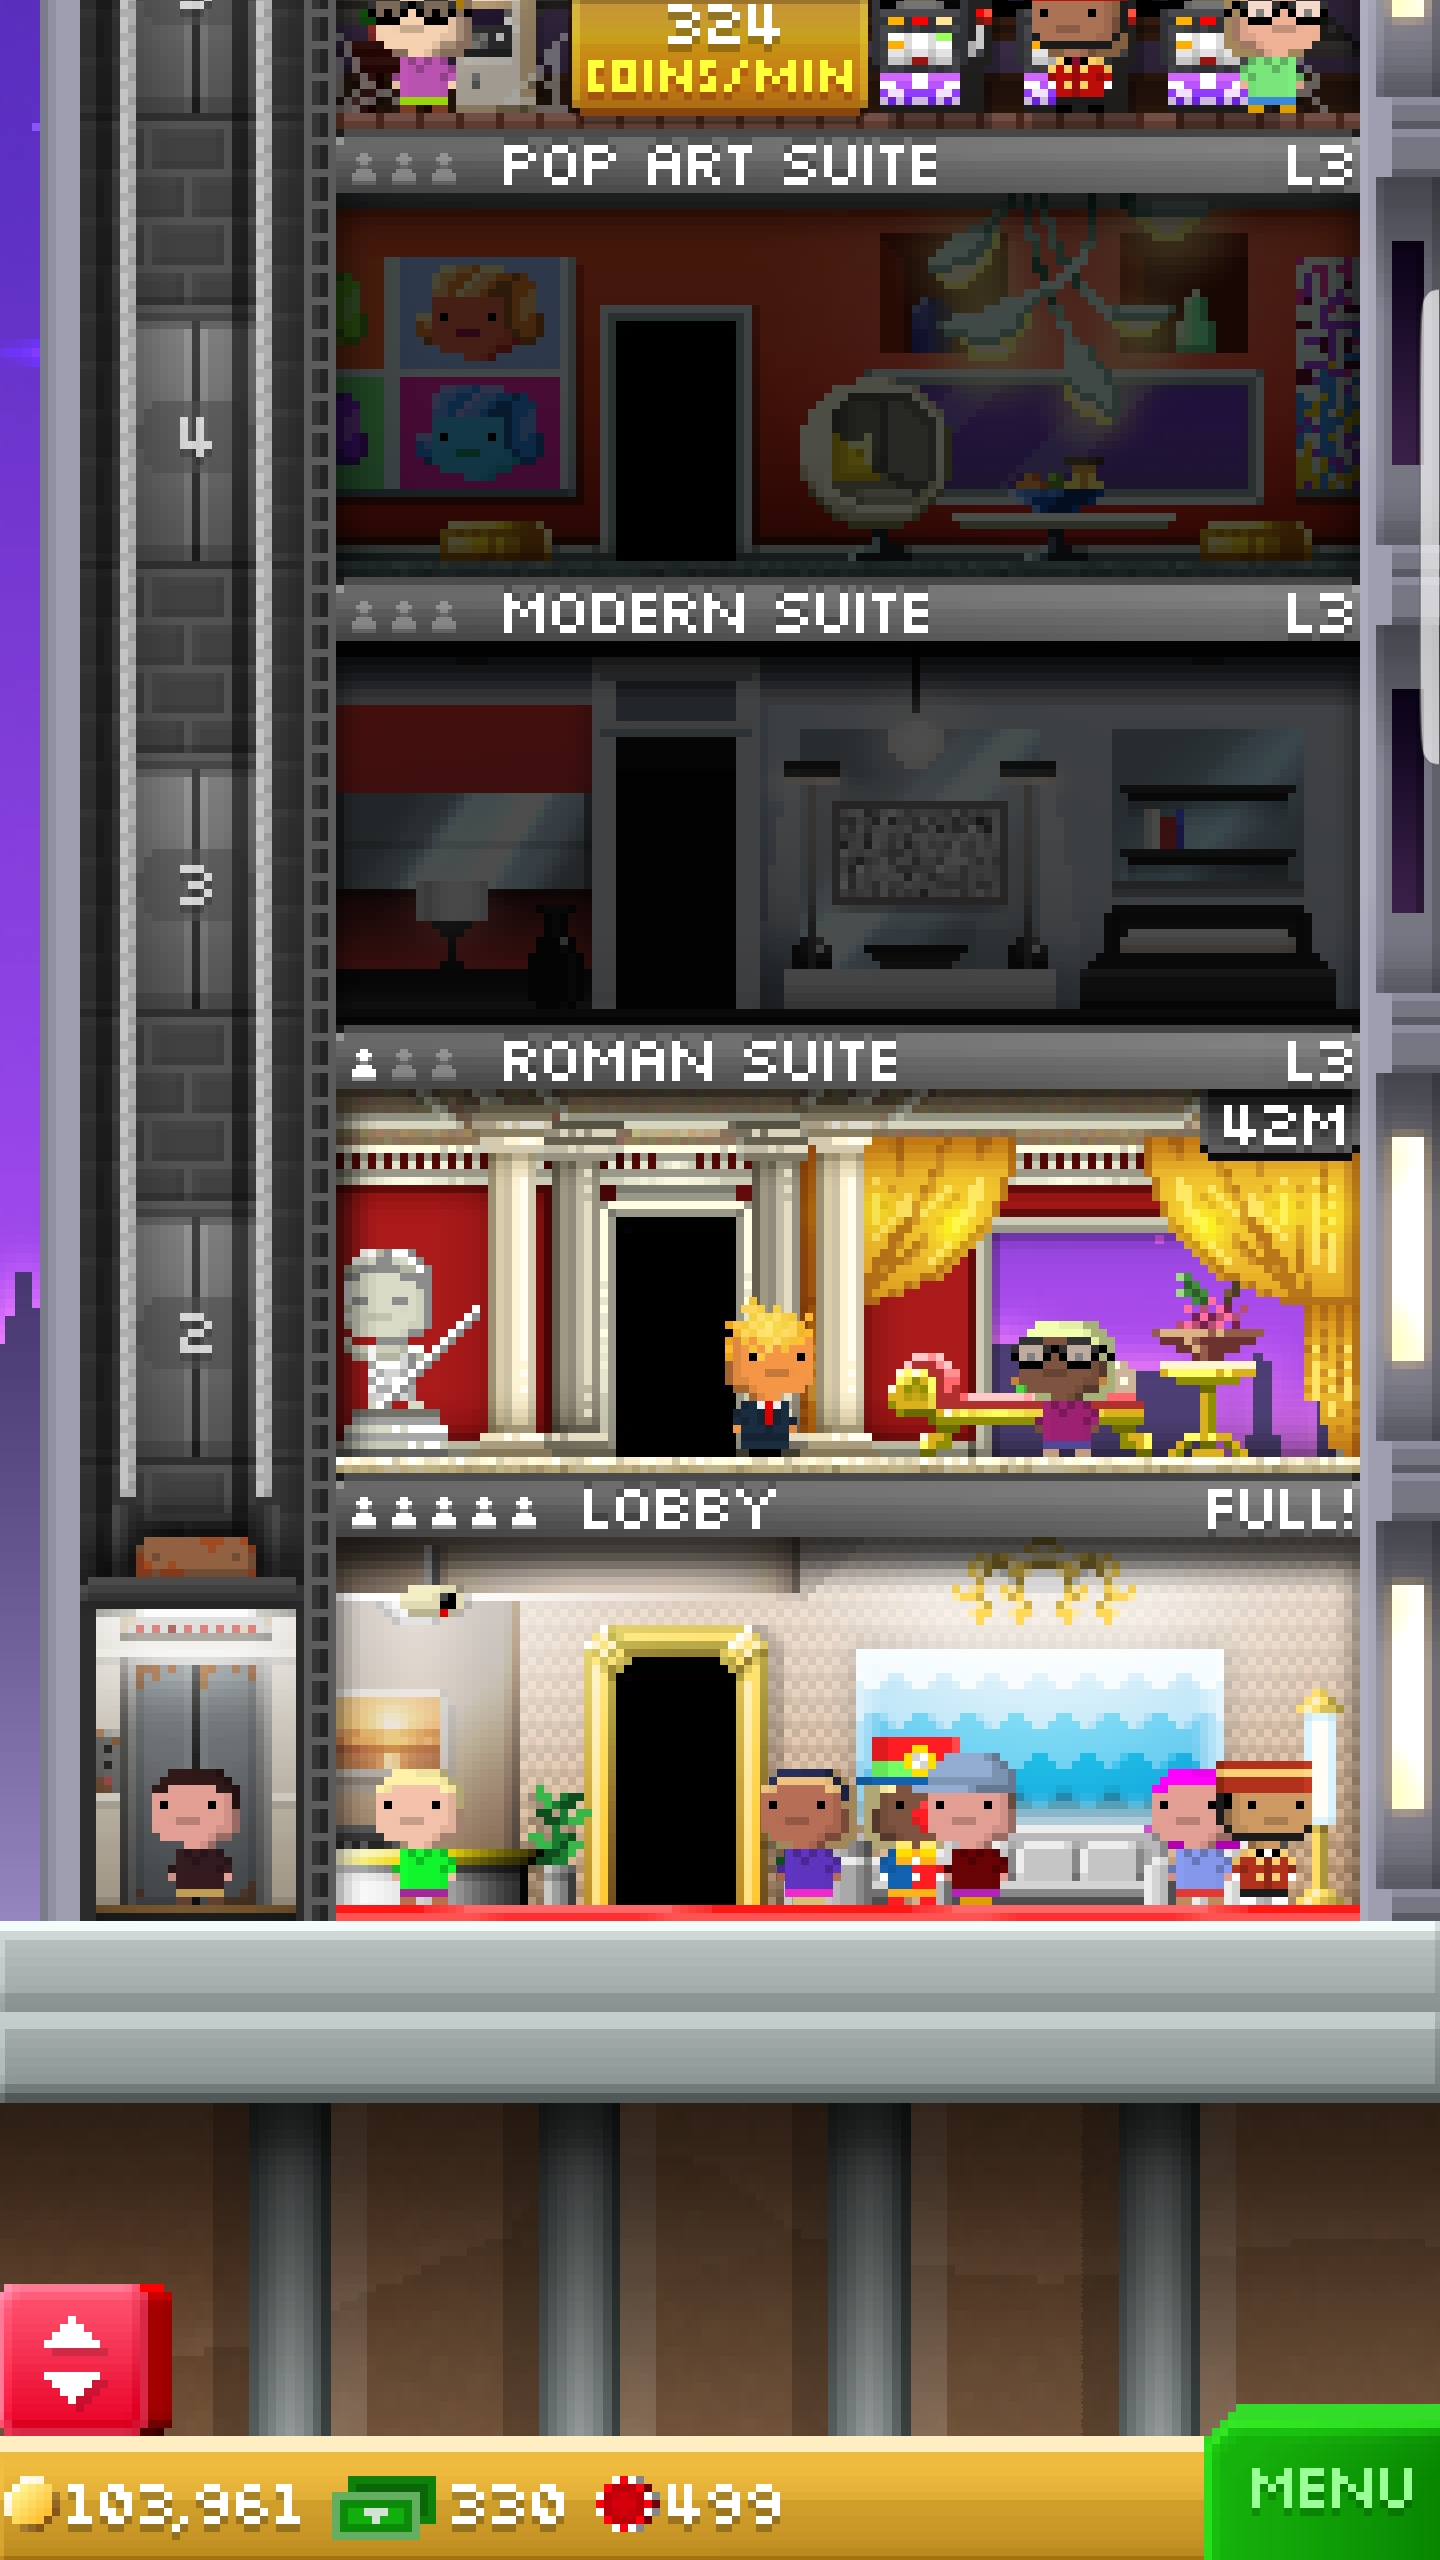 324
COINS/MIN
POP ART SUITE L3
4
MODERN SUITE L3
3
ROMAN SUITE L3
42M
2
LOBBY FULL!
103,961 330 499
MENU